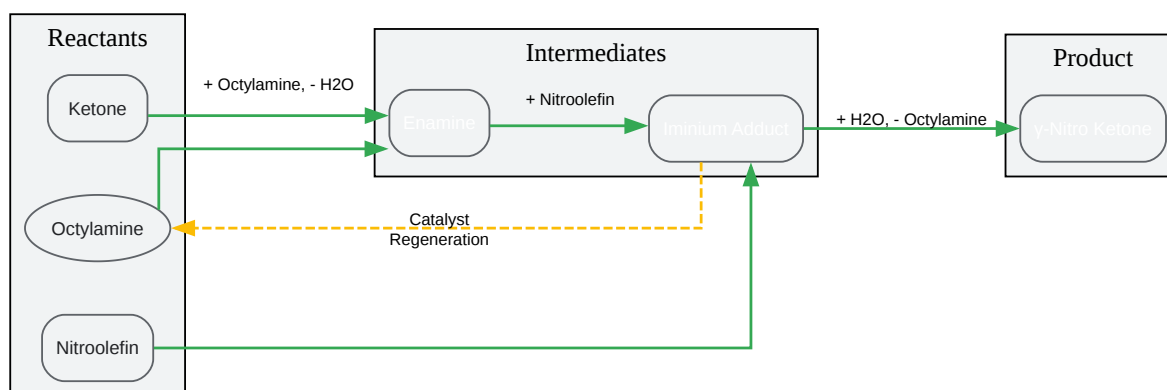 Reactants
Intermediates
Product
+ Octylamine, - H2O
+ Nitroolefin
+ H2O, - Octylamine
Ketone
Enamine
Iminium Adduct
γ-Nitro Ketone
Octylamine
Catalyst
Regeneration
Nitroolefin